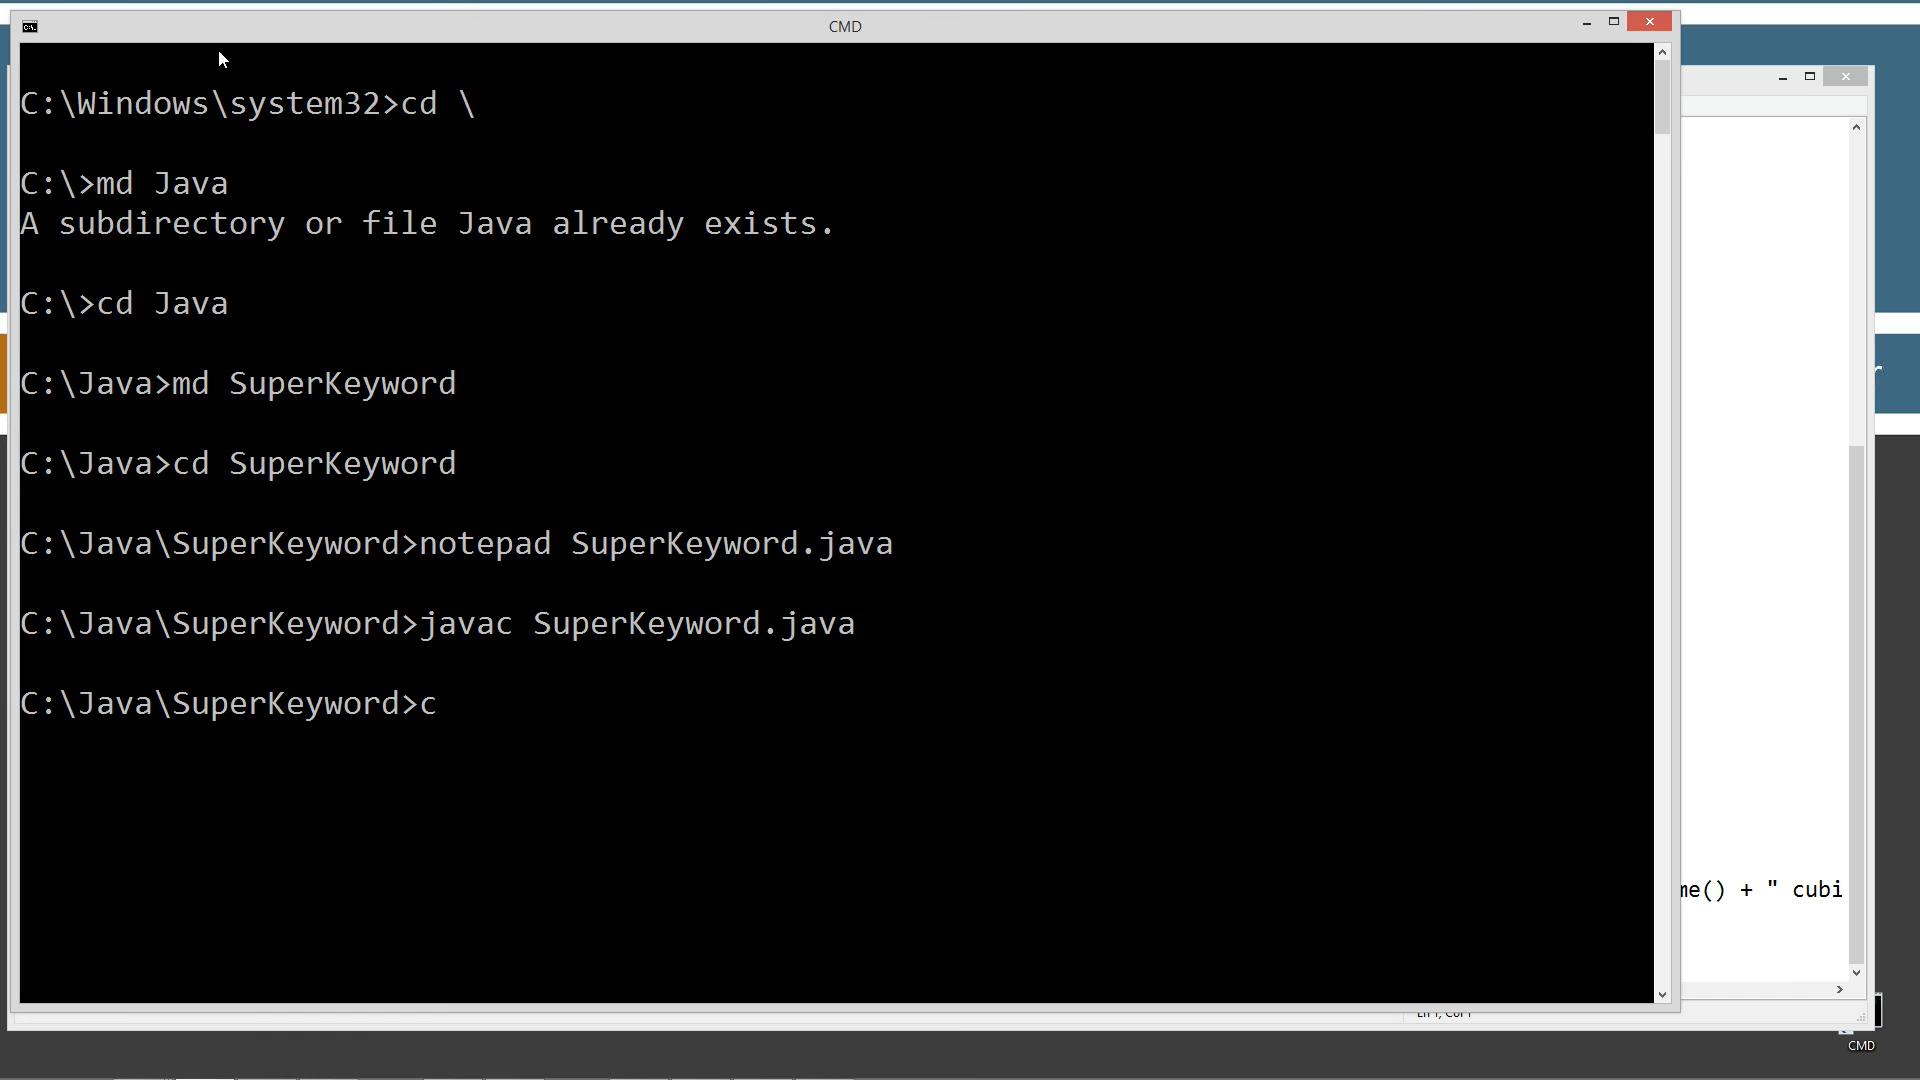 CMD
C:\Windows\system32>cd \
C:\>md Java
A subdirectory or file Java already exists.
C:\>cd Java
C:\Java>md SuperKeyword
C:\Java>cd SuperKeyword
C:\Java\SuperKeyword>notepad SuperKeyword.java
C:\Java\SuperKeyword>javac SuperKeyword.java
C:\Java\SuperKeyword>c
me() + " cubi
CMD